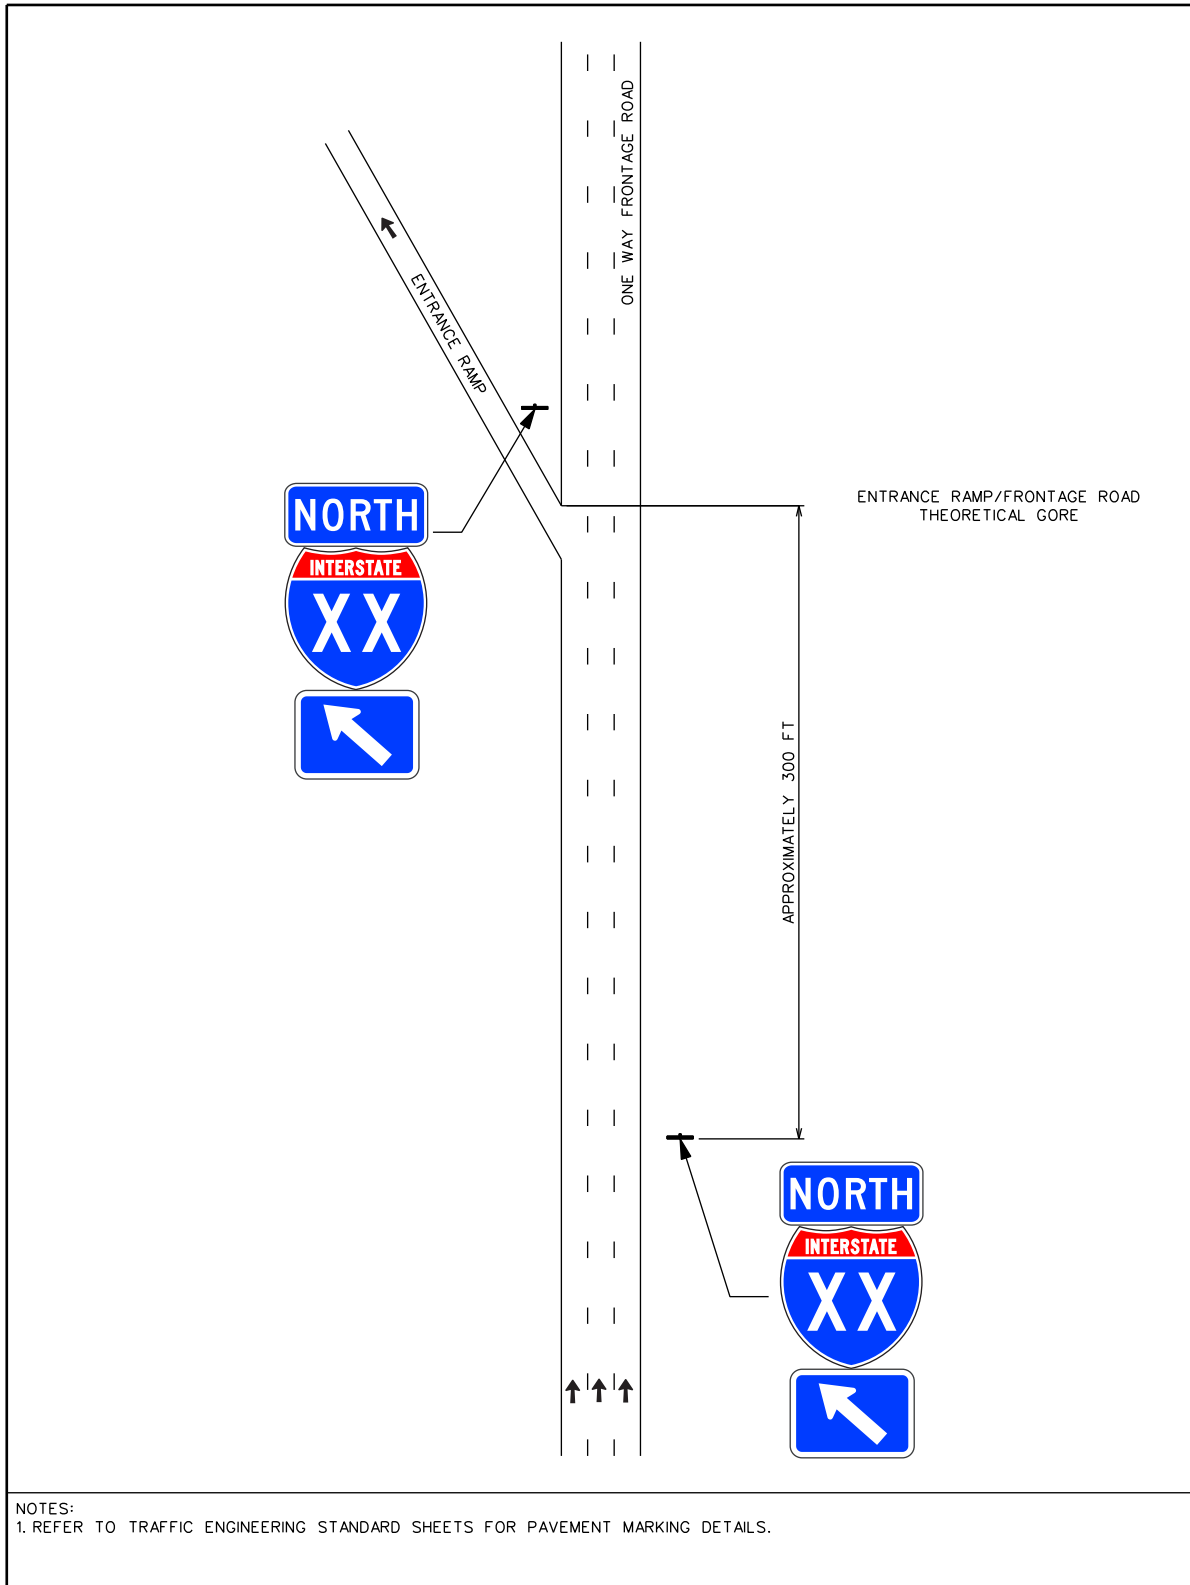 ONE WAY FRONTAGE ROAD
ENTRANCE RAMP
NORTH
INTERSTATE
XX
ENTRANCE RAMP/FRONTAGE ROAD
THEORETICAL GORE
APPROXIMATELY 300 FT
NORTH
INTERSTATE
XX
NOTES:
1. REFER TO TRAFFIC ENGINEERING STANDARD SHEETS FOR PAVEMENT MARKING DETAILS.